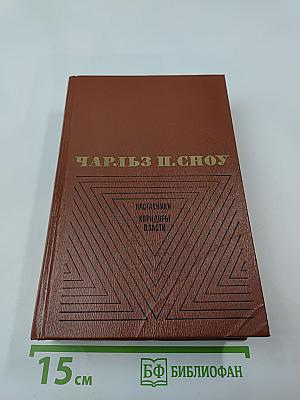 ЧАРЛЬЗ П. СНОУ
НАСТАВНИКИ
КОРИДОРЫ
ВЛАСТИ
15 см
БФ БИБЛИОФАН